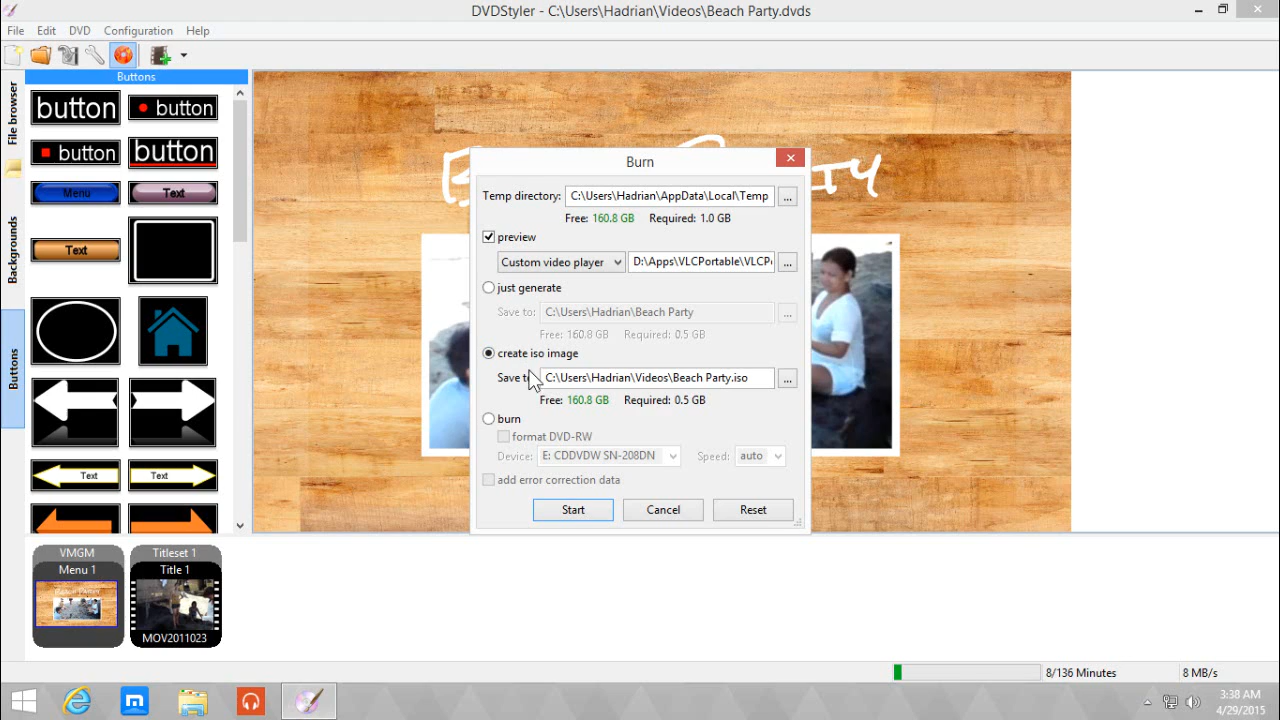 DVDStyler - C:\Users\Hadrian\Videos\Beach Party.dvds
File Edit DVD Configuration Help
Buttons
File browser
Backgrounds
Buttons
button
button
button
button
Menu
Text
Text
Text
Text
Burn
Temp directory: C:\Users\Hadrian\AppData\Local\Temp ...
Free: 160.8 GB Required: 1.0 GB
preview
Custom video player D:\Apps\VLCPortable\VLCP ...
just generate
Save to: C:\Users\Hadrian\Beach Party ...
Free: 160.8 GB Required: 0.5 GB
create iso image
Save to C:\Users\Hadrian\Videos\Beach Party.iso ...
Free: 160.8 GB Required: 0.5 GB
burn
format DVD-RW
Device: E: CDDVDW SN-208DN Speed: auto
add error correction data
Start Cancel Reset
VMGM
Menu 1
Beach Party
Titleset 1
Title 1
MOV2011023
8/136 Minutes 8 MB/s
3:38 AM
4/29/2015